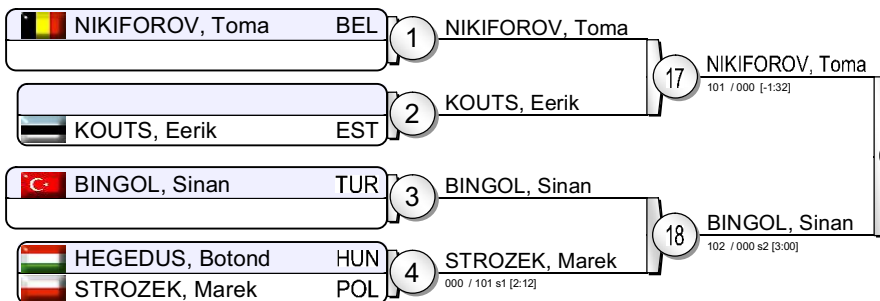 NIKIFOROV, Toma BEL
1
NIKIFOROV, Toma
17
NIKIFOROV, Toma
101 / 000 [-1:32]
2
KOUTS, Eerik
KOUTS, Eerik EST
BINGOL, Sinan TUR
3
BINGOL, Sinan
18
BINGOL, Sinan
102 / 000 s2 [3:00]
HEGEDUS, Botond HUN
4
STROZEK, Marek
000 / 101 s1 [2:12]
STROZEK, Marek POL